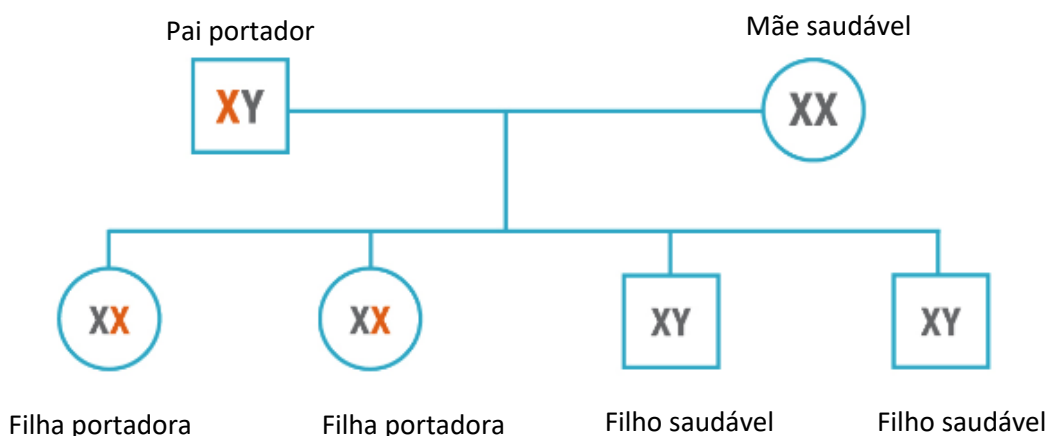 Pai portador
Mãe saudável
XY
XX
XX
XX
XY
XY
Filha portadora
Filha portadora
Filho saudável
Filho saudável